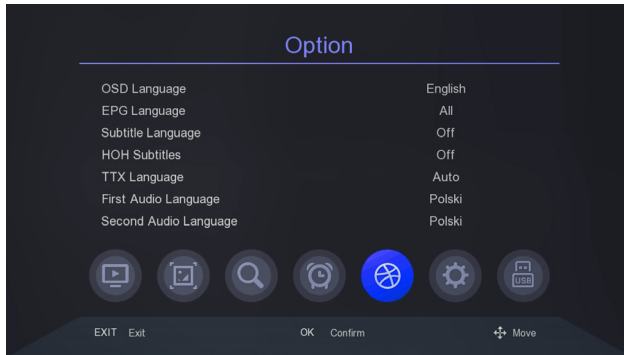 Option
OSD Language English
EPG Language All
Subtitle Language Off
HOH Subtitles Off
TTX Language Auto
First Audio Language Polski
Second Audio Language Polski
USB
EXIT Exit OK Confirm Move